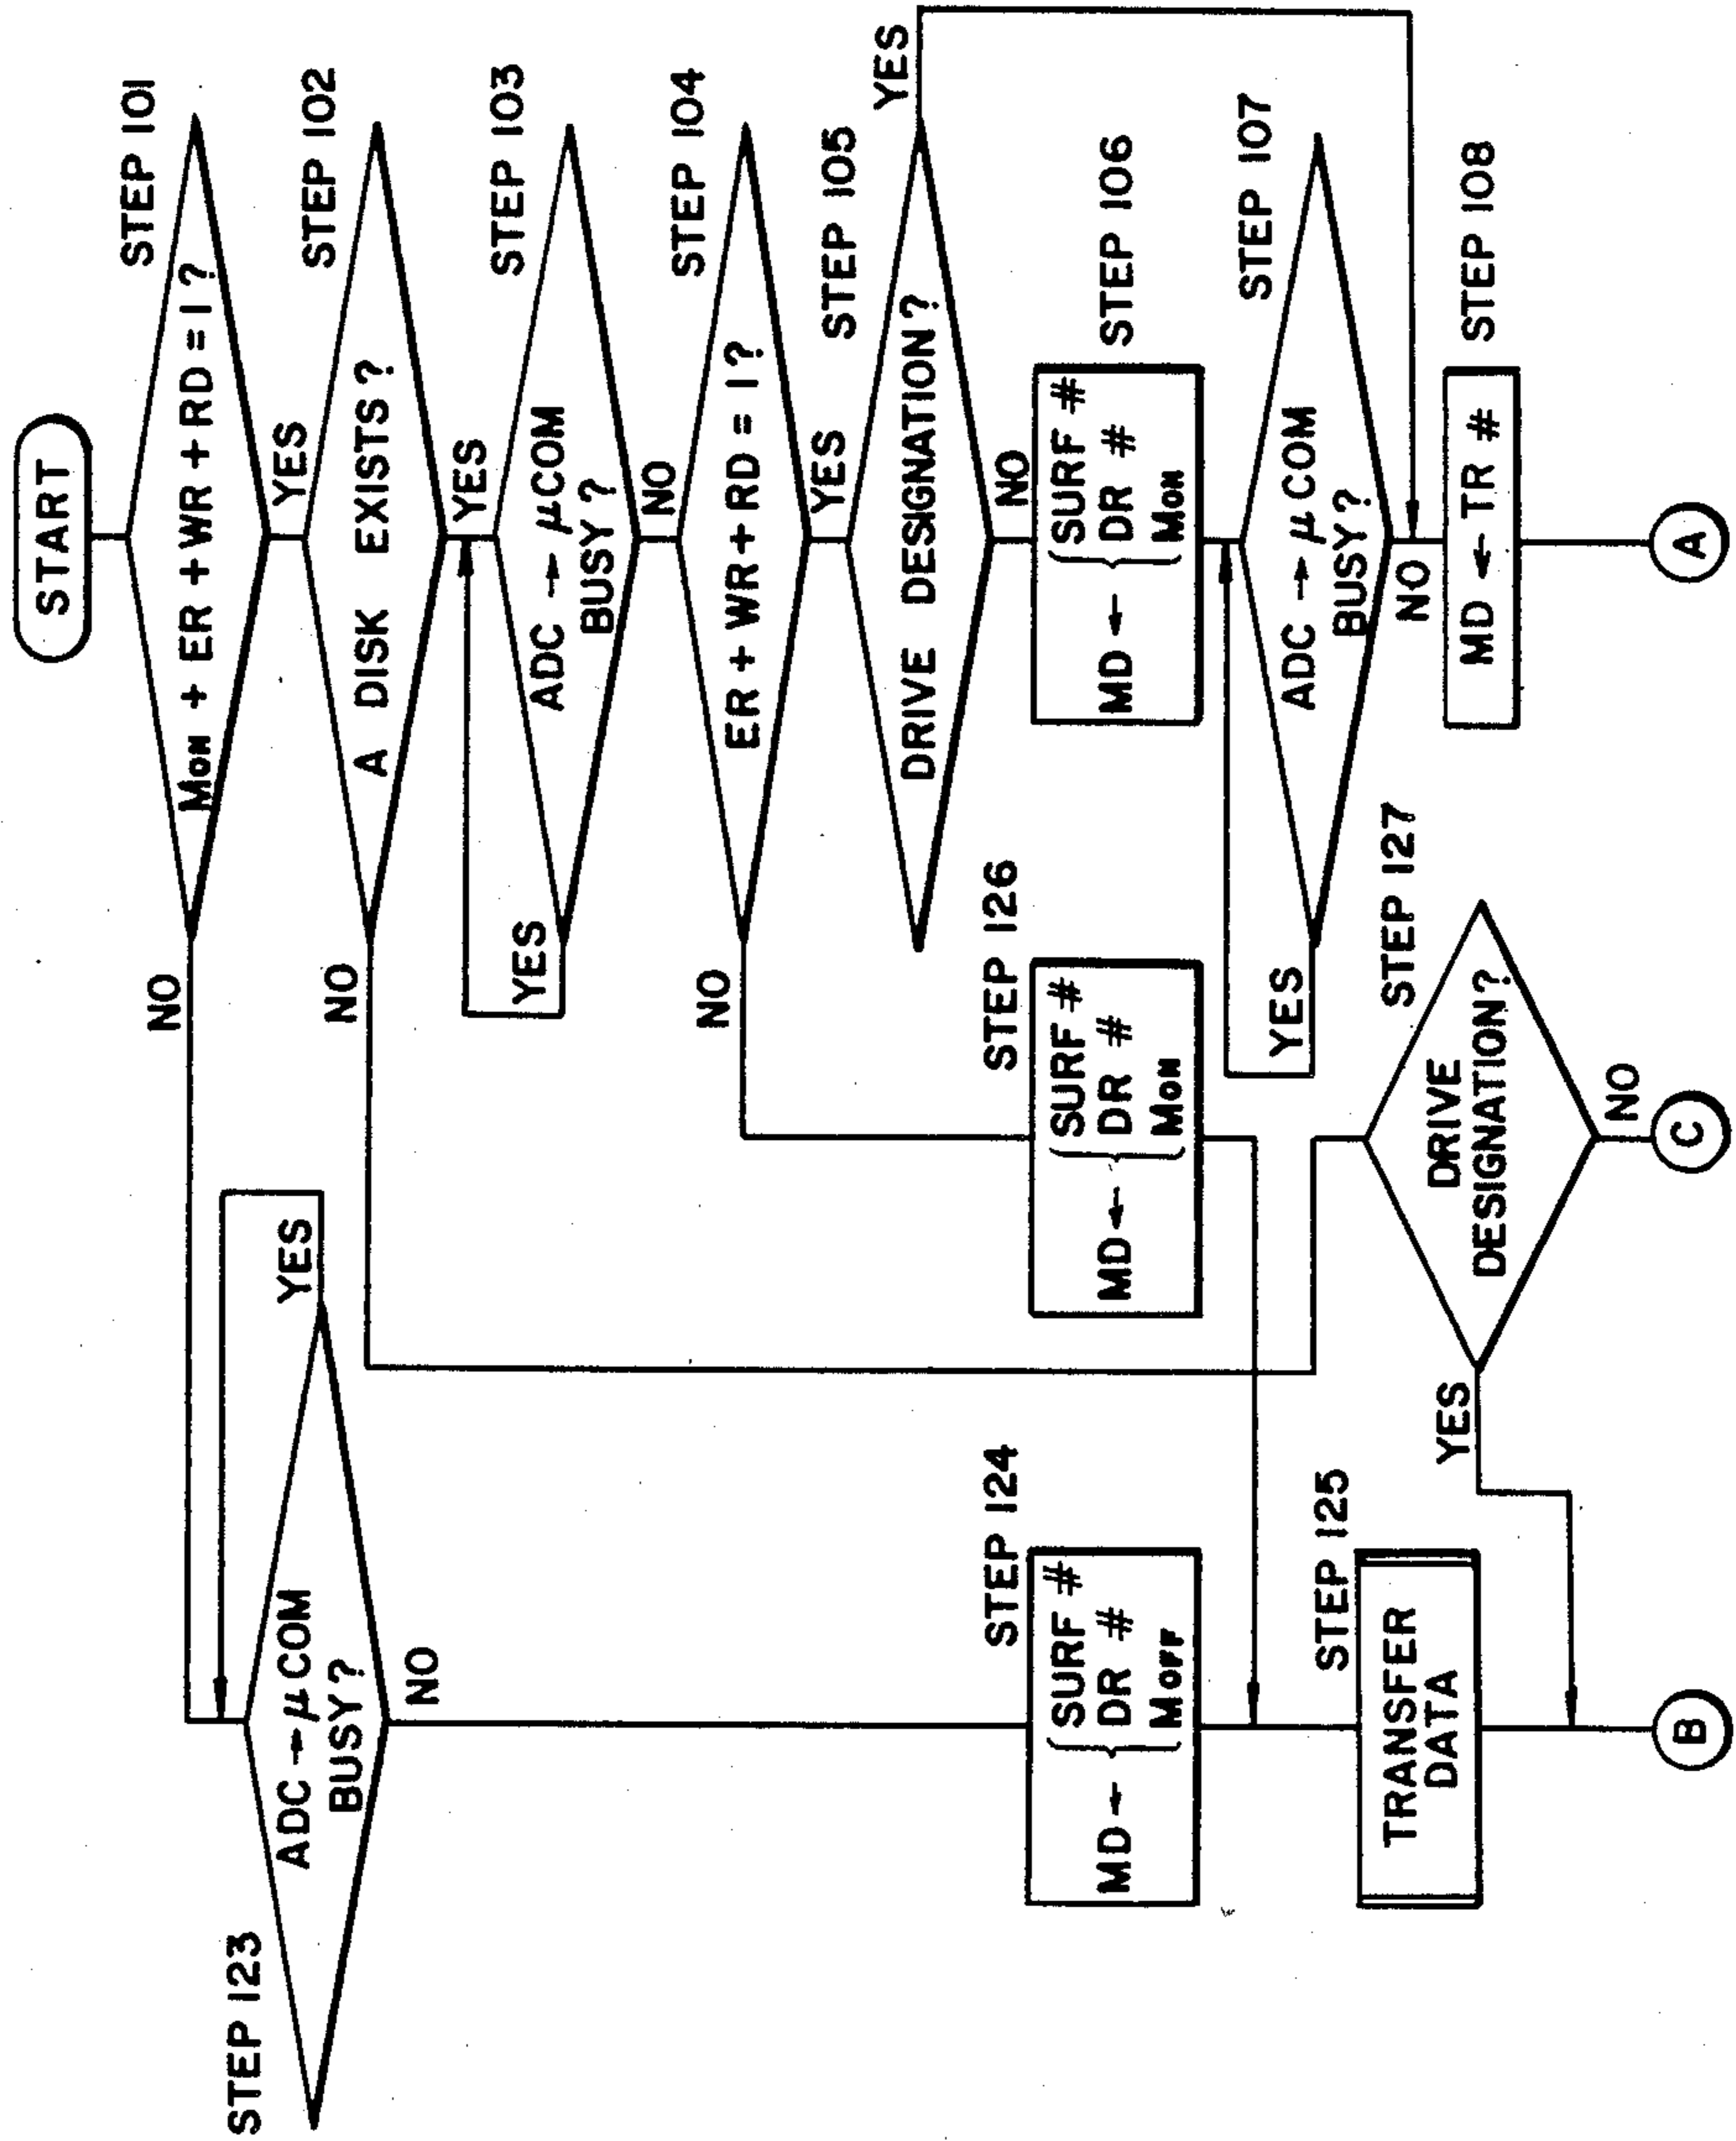 START
STEP 101
MON + ER + WR + RD = 1 ?
NO
YES
STEP 102
A DISK EXISTS ?
NO
YES
STEP 103
ADC → μCOM
BUSY ?
YES
NO
STEP 104
ER + WR + RD = 1 ?
NO
YES
STEP 105
DRIVE DESIGNATION ?
YES
NO
STEP 106
MD ← { SURF #
DR #
MON
STEP 107
ADC → μ COM
BUSY ?
YES
NO
STEP 108
MD ← TR #
A
STEP 123
ADC → μ COM
BUSY ?
YES
NO
STEP 124
MD ← { SURF #
DR #
MOFF
STEP 126
MD ← { SURF #
DR #
MON
STEP 125
TRANSFER
DATA
B
STEP 127
DRIVE
DESIGNATION ?
YES
NO
C